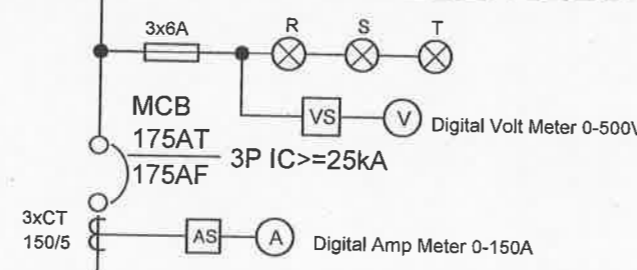 3x6A
R
S
T
VS
V
Digital Volt Meter 0-500V
MCB
175AT
175AF
3P IC>=25kA
3xCT
150/5
AS
A
Digital Amp Meter 0-150A